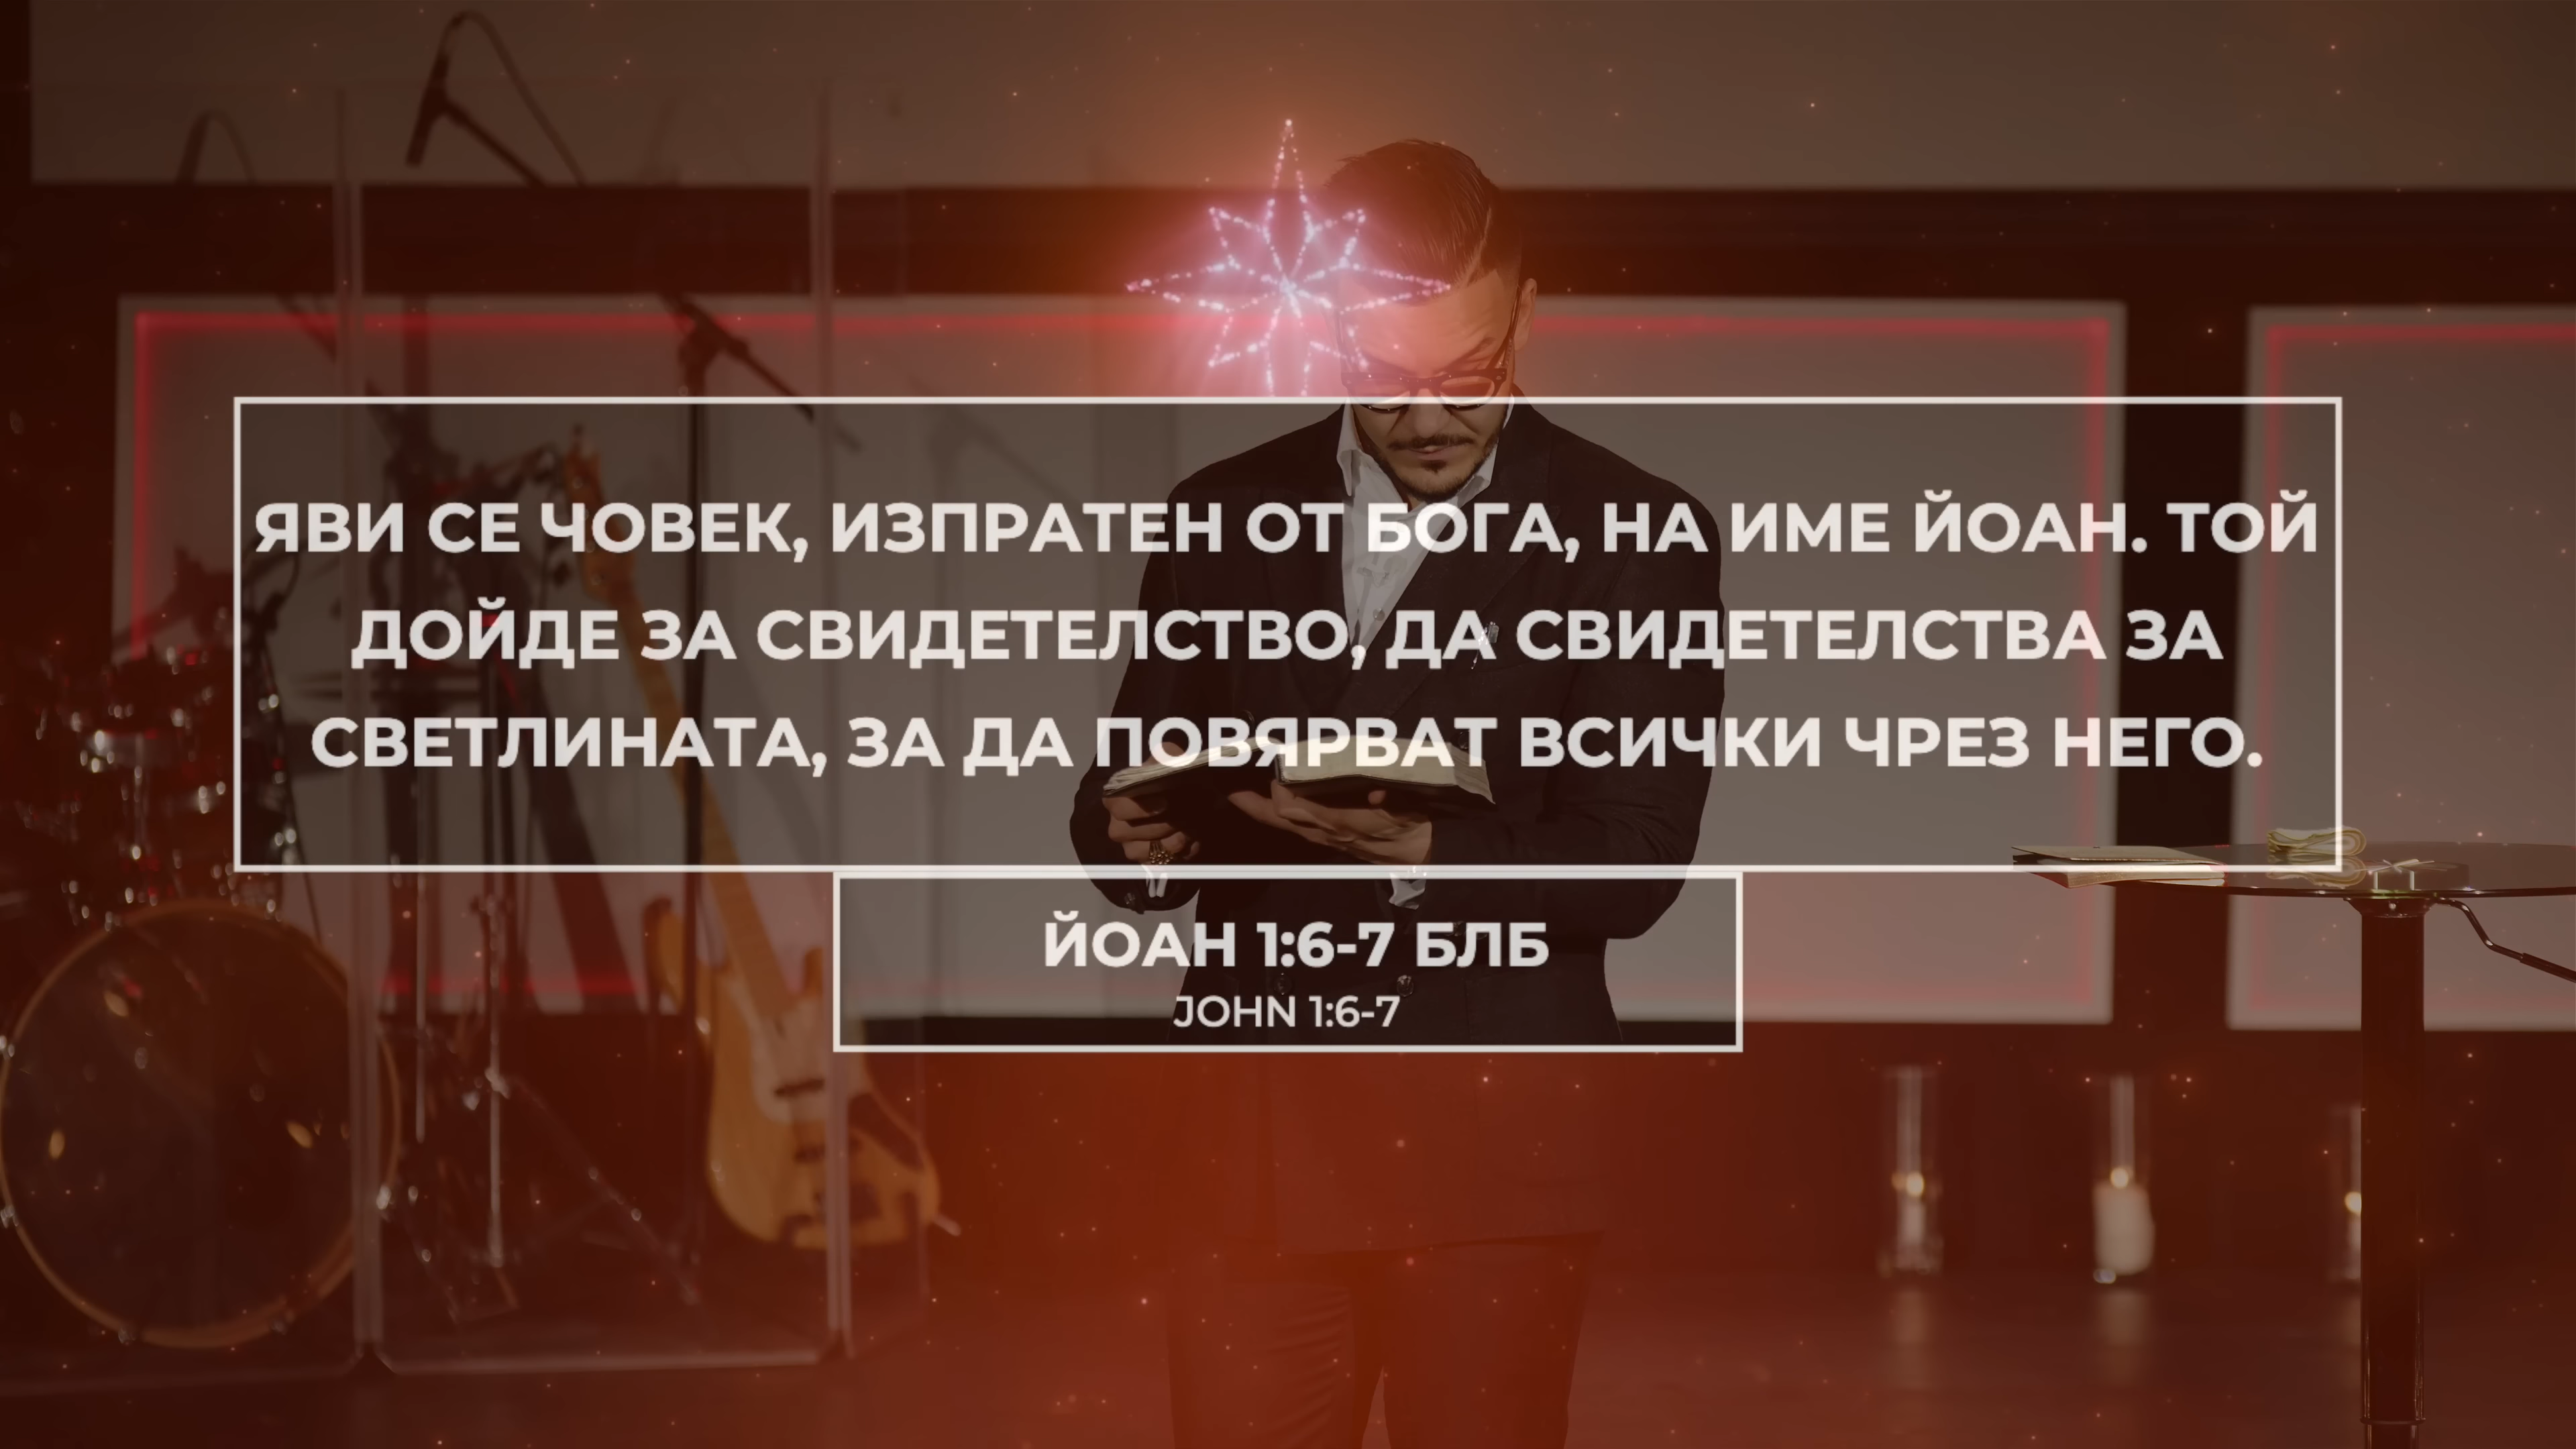 ЯВИ СЕ ЧОВЕК, ИЗПРАТЕН ОТ БОГА, НА ИМЕ ЙОАН. ТОЙ
ДОЙДЕ ЗА СВИДЕТЕЛСТВО, ДА СВИДЕТЕЛСТВА ЗА
СВЕТЛИНАТА, ЗА ДА ПОВЯРВАТ ВСИЧКИ ЧРЕЗ НЕГО.
ЙОАН 1:6-7 БЛБ
JOHN 1:6-7